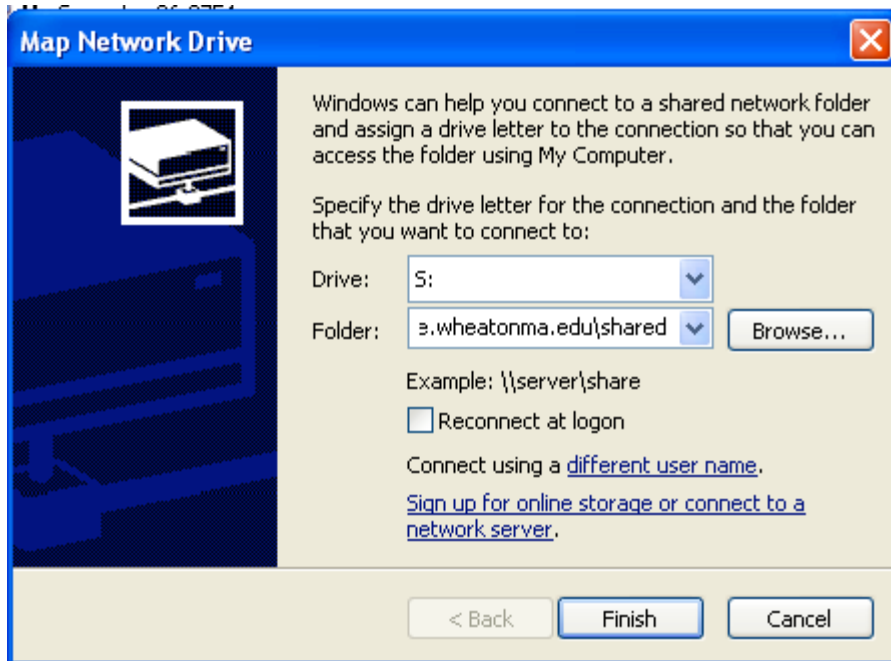 Map Network Drive
Windows can help you connect to a shared network folder
and assign a drive letter to the connection so that you can
access the folder using My Computer.
Specify the drive letter for the connection and the folder
that you want to connect to:
Drive: S:
Folder: e.wheatonma.edu\shared Browse...
Example: \\server\share
Reconnect at logon
Connect using a different user name.
Sign up for online storage or connect to a
network server.
< Back Finish Cancel